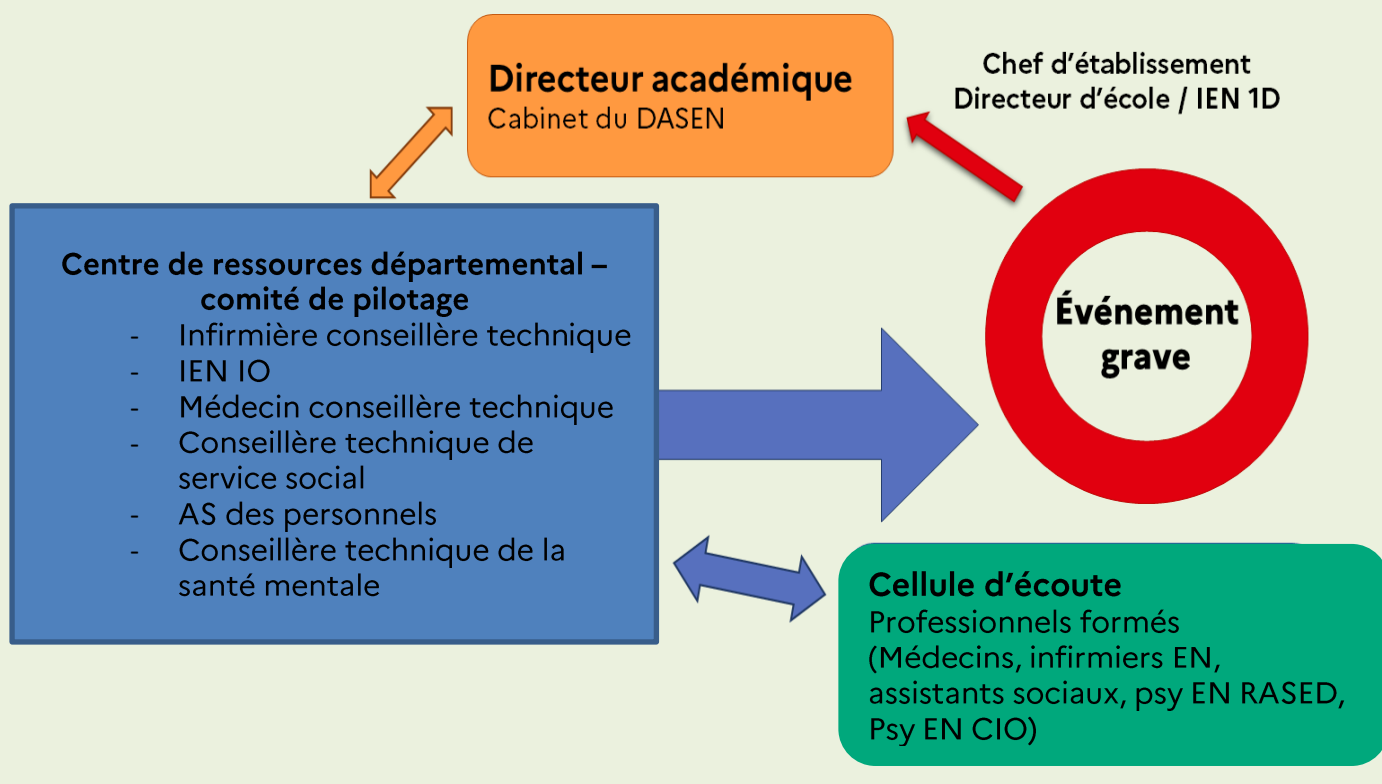 Directeur académique
Cabinet du DASEN
Chef d'établissement
Directeur d'école / IEN 1D
Événement
grave
Centre de ressources départemental –
comité de pilotage
- Infirmière conseillère technique
- IEN IO
- Médecin conseillère technique
- Conseillère technique de
service social
- AS des personnels
- Conseillère technique de la
santé mentale
Cellule d'écoute
Professionnels formés
(Médecins, infirmiers EN,
assistants sociaux, psy EN RASED,
Psy EN CIO)